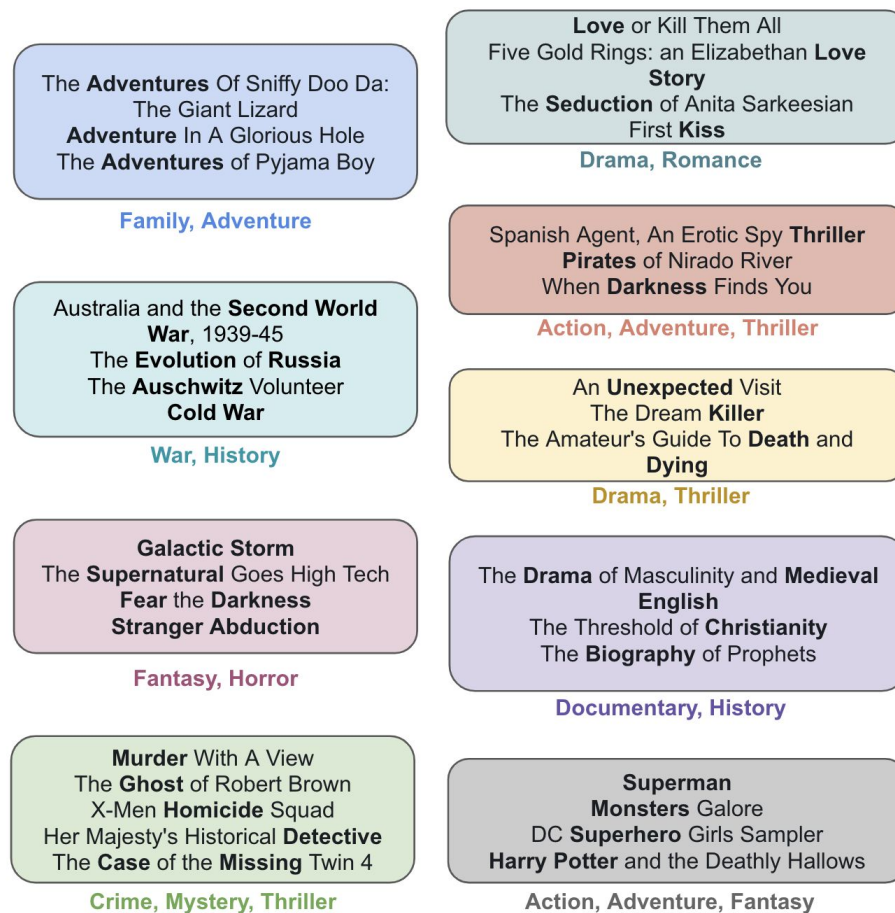 The Adventures Of Sniffy Doo Da:
The Giant Lizard
Adventure In A Glorious Hole
The Adventures of Pyjama Boy
Family, Adventure
Australia and the Second World
War, 1939-45
The Evolution of Russia
The Auschwitz Volunteer
Cold War
War, History
Galactic Storm
The Supernatural Goes High Tech
Fear the Darkness
Stranger Abduction
Fantasy, Horror
Murder With A View
The Ghost of Robert Brown
X-Men Homicide Squad
Her Majesty's Historical Detective
The Case of the Missing Twin 4
Crime, Mystery, Thriller
Love or Kill Them All
Five Gold Rings: an Elizabethan Love
Story
The Seduction of Anita Sarkeesian
First Kiss
Drama, Romance
Spanish Agent, An Erotic Spy Thriller
Pirates of Nirado River
When Darkness Finds You
Action, Adventure, Thriller
An Unexpected Visit
The Dream Killer
The Amateur's Guide To Death and
Dying
Drama, Thriller
The Drama of Masculinity and Medieval
English
The Threshold of Christianity
The Biography of Prophets
Documentary, History
Superman
Monsters Galore
DC Superhero Girls Sampler
Harry Potter and the Deathly Hallows
Action, Adventure, Fantasy